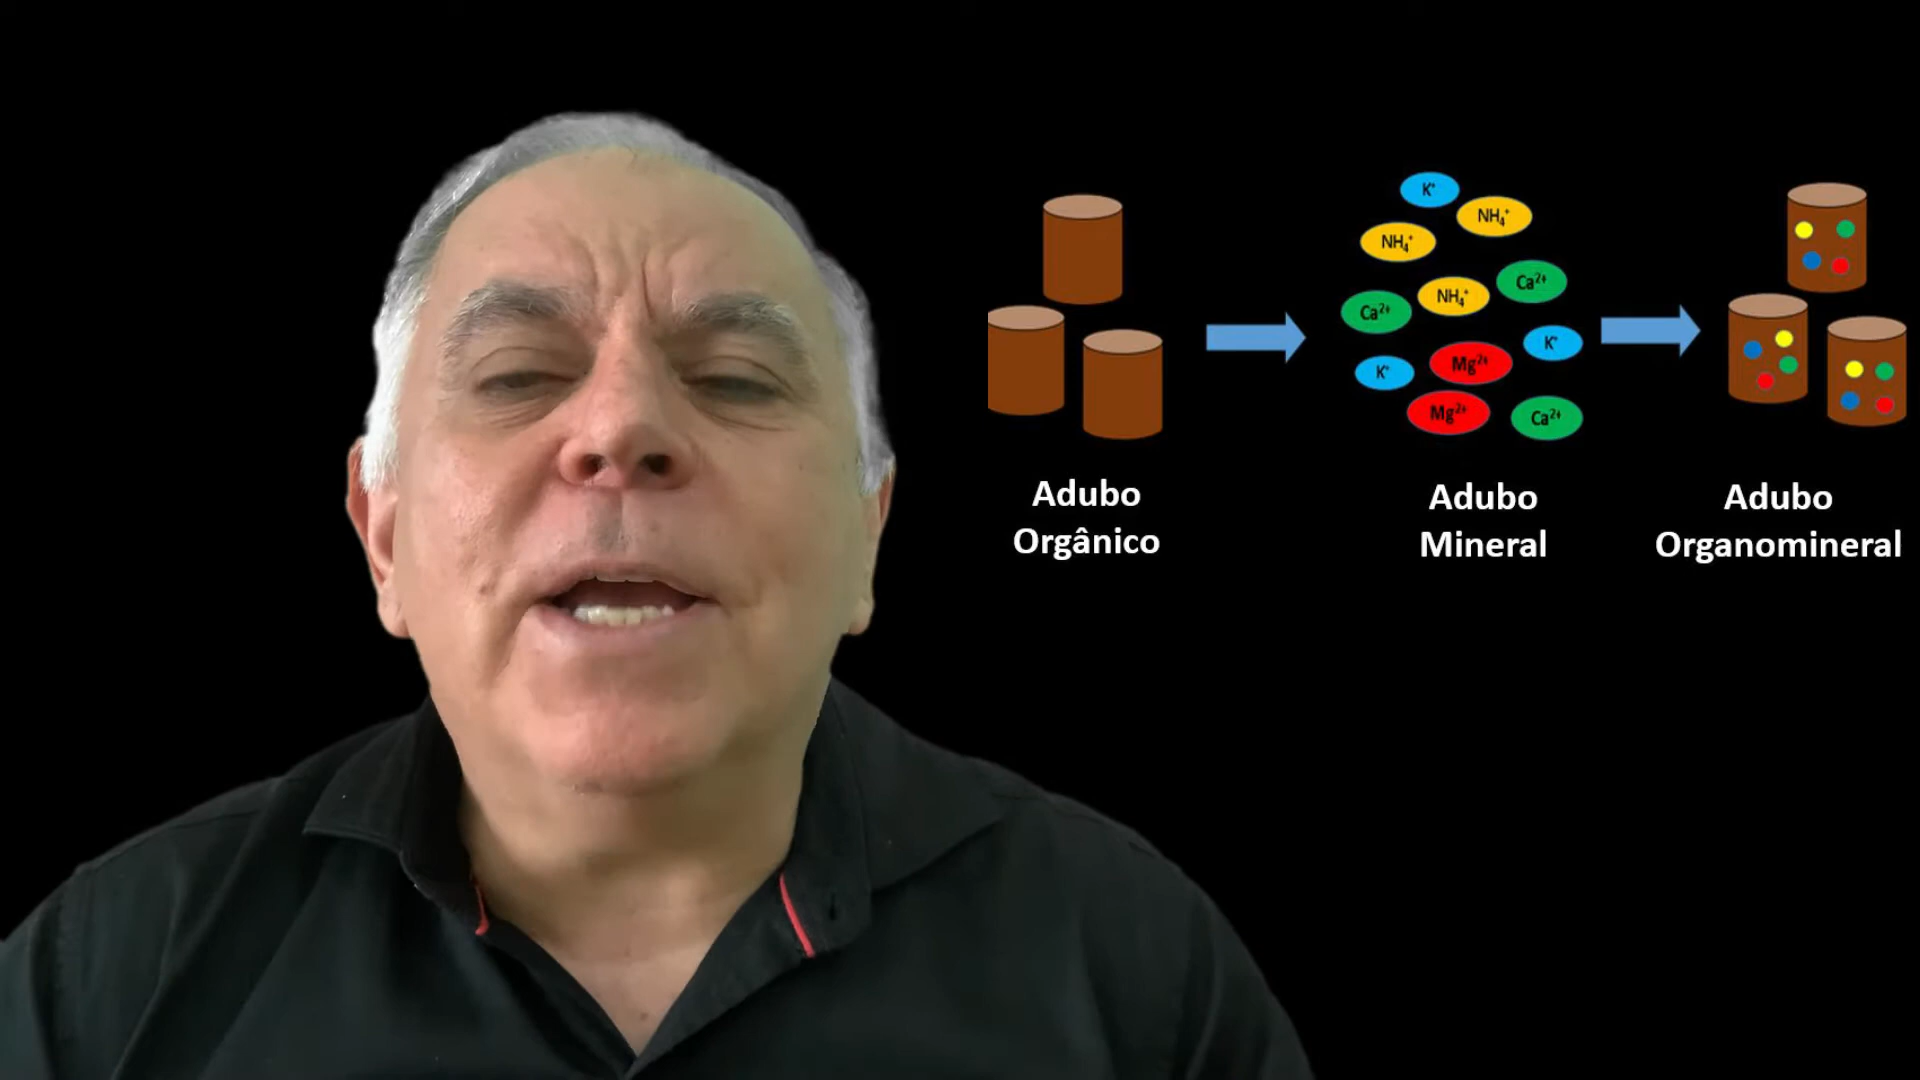 K⁺
NH₄⁺
NH₄⁺
Ca²⁺
NH₄⁺
Ca²⁺
K⁺
Mg²⁺
K⁺
Mg²⁺
Ca²⁺
Adubo
Orgânico
Adubo
Mineral
Adubo
Organomineral